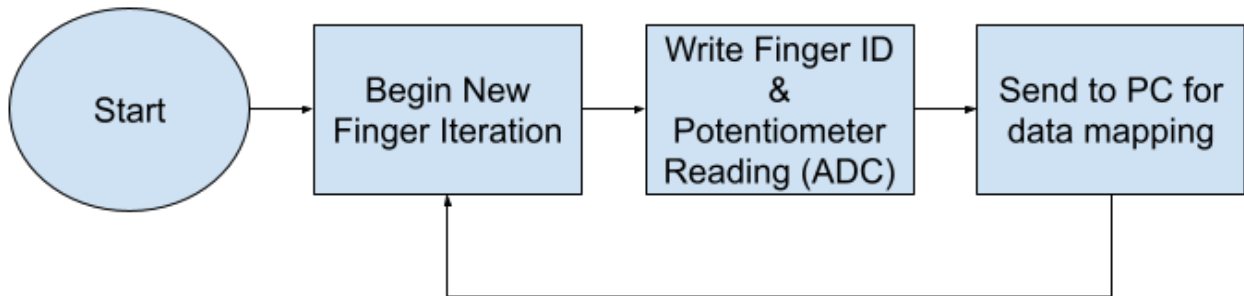 Start
Begin New
Finger Iteration
Write Finger ID
&
Potentiometer
Reading (ADC)
Send to PC for
data mapping